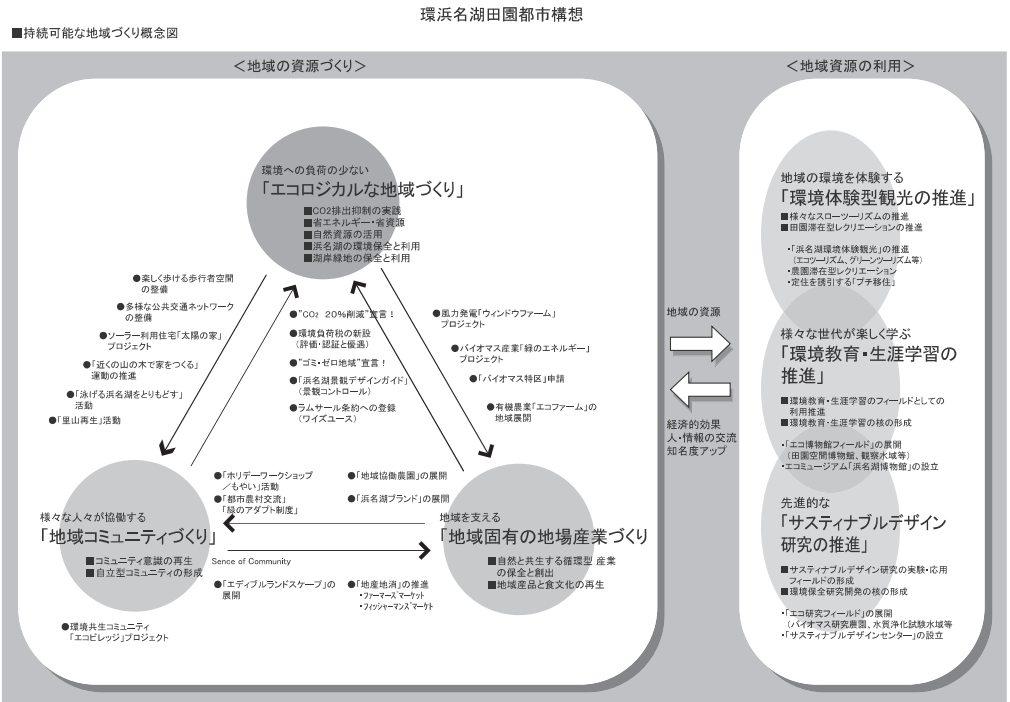 環浜名湖田園都市構想
■持続可能な地域づくり概念図
＜地域の資源づくり＞
環境への負荷の少ない
「エコロジカルな地域づくり」
■CO2排出抑制の実践
■省エネルギー・省資源
■自然資源の活用
■浜名湖の環境保全と利用
■湖岸緑地の保全と利用
●楽しく歩ける歩行者空間
の整備
●多様な公共交通ネットワーク
の整備
●ソーラー利用住宅「太陽の家」
プロジェクト
●「近くの山の木で家をつくる」
運動の推進
●「泳げる浜名湖をとりもどす」
活動
●「里山再生」活動
●"CO₂ 20%削減"宣言！
●環境負荷税の新設
（評価・認証と優遇）
●"ゴミ・ゼロ地域"宣言！
●「浜名湖景観デザインガイド」
（景観コントロール）
●ラムサール条約への登録
（ワイズユース）
●風力発電「ウィンドウファーム」
プロジェクト
●バイオマス産業「緑のエネルギー」
プロジェクト
●「バイオマス特区」申請
●有機農業「エコファーム」の
地域展開
様々な人々が協働する
「地域コミュニティづくり」
■コミュニティ意識の再生
■自立型コミュニティの形成
●「ホリデーワークショップ
／もやい」活動
●「都市農村交流」
「緑のアダプト制度」
●「地域協働農園」の展開
●「浜名湖ブランド」の展開
Sence of Community
●「エディブルランドスケープ」の
展開
●「地産地消」の推進
・ファーマーズマーケット
・フィッシャーマンズマーケト
地域を支える
「地域固有の地場産業づくり
■自然と共生する循環型 産業
の保全と創出
■地域産品と食文化の再生
●環境共生コミュニティ
「エコビレッジ」プロジェクト
地域の資源
経済的効果
人・情報の交流
知名度アップ
＜地域資源の利用＞
地域の環境を体験する
「環境体験型観光の推進」
■様々なスローツーリズムの推進
■田園滞在型レクリエーションの推進
・「浜名湖環境体験観光」の推進
（エコツーリズム、グリーンツーリズム等）
・農園滞在型レクリエーション
・定住を誘引する「プチ移住」
様々な世代が楽しく学ぶ
「環境教育・生涯学習の
推進」
■環境教育・生涯学習のフィールドとしての
利用推進
■環境教育・生涯学習の核の形成
・「エコ博物館フィールド」の展開
（田園空間博物館、観察水域等）
・エコミュージアム「浜名湖博物館」の設立
先進的な
「サスティナブルデザイン
研究の推進」
■サスティナブルデザイン研究の実験・応用
フィールドの形成
■環境保全研究開発の核の形成
・「エコ研究フィールド」の展開
（バイオマス研究農園、水質浄化試験水域等
・「サスティナブルデザインセンター」の設立